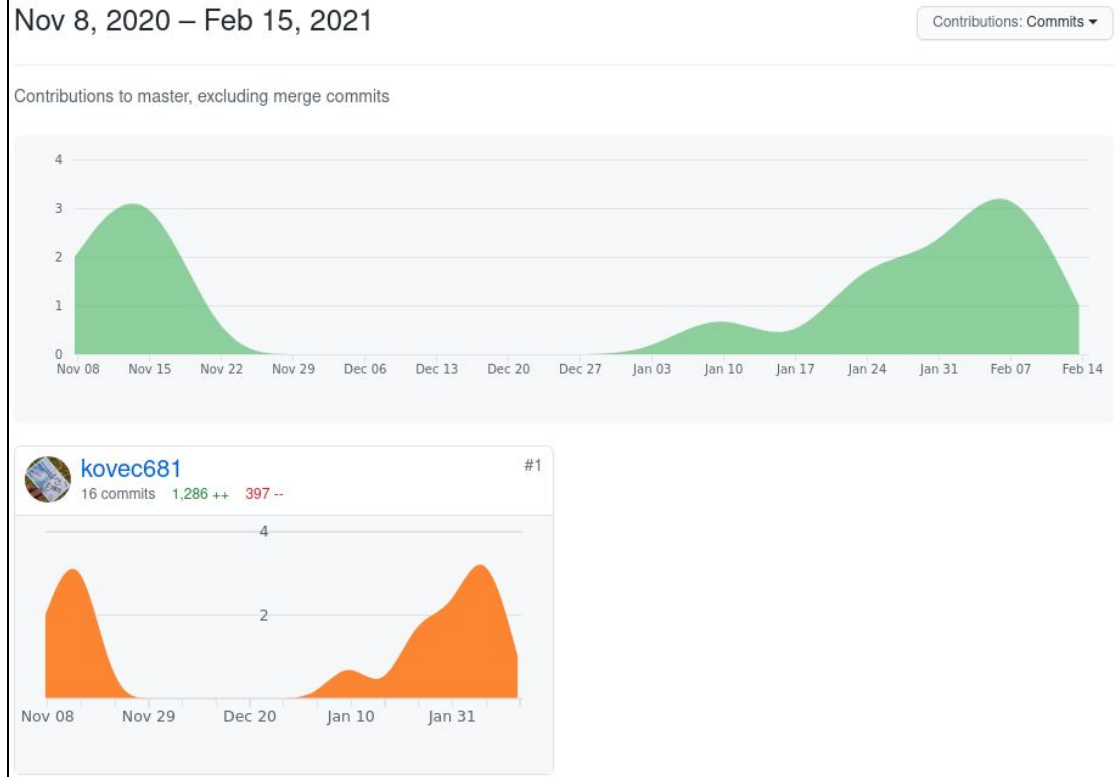 Nov 8, 2020 – Feb 15, 2021
Contributions: Commits
Contributions to master, excluding merge commits
4
3
2
1
0
Nov 08 Nov 15 Nov 22 Nov 29 Dec 06 Dec 13 Dec 20 Dec 27 Jan 03 Jan 10 Jan 17 Jan 24 Jan 31 Feb 07 Feb 14
kovec681 #1
16 commits 1,286 ++ 397 --
4
2
Nov 08 Nov 29 Dec 20 Jan 10 Jan 31